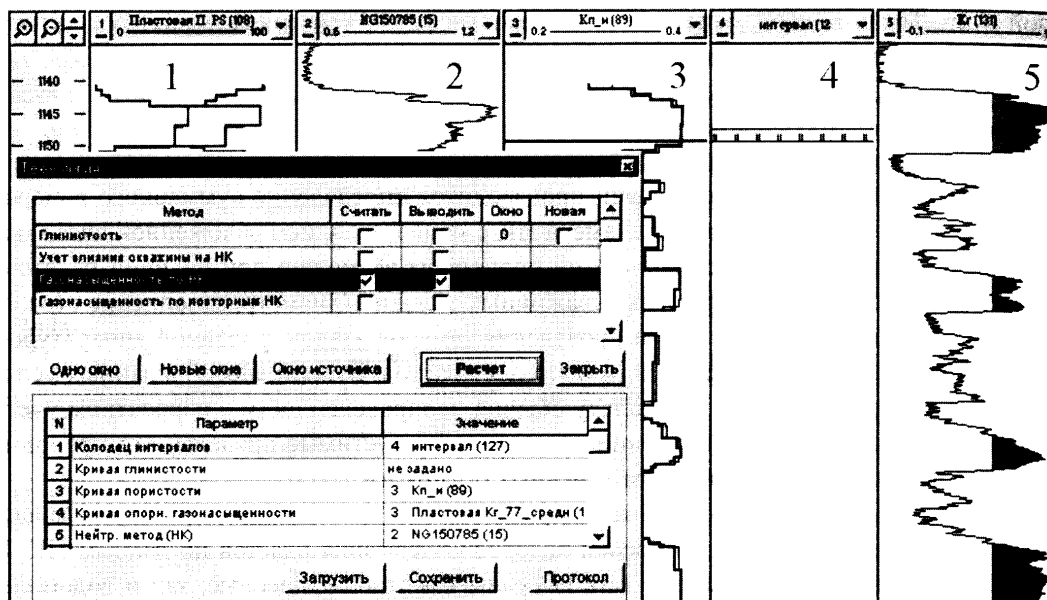 1 Пластовая П. PS (108) 0 100
2 NG150785 (15) 0.6 1.2
3 Кп_и (89) 0.2 0.4
4 интервал (12
5 Кг (131) -0.1
1 2 3 4 5
1140
1145
1150
Метод Считать Выводить Окно Новая
Глинистость 0
Учет влияния скважины на НК
Газонасыщенность по НК
Газонасыщенность по повторным НК
Одно окно Новые окна Окно источника Расчет Закрыть
N Параметр Значение
1 Колодец интервалов 4 интервал (127)
2 Кривая глинистости не задано
3 Кривая пористости 3 Кп_и (89)
4 Кривая опорн. газонасыщенности 3 Пластовая Кг_77_средн (1
5 Нейтр. метод (НК) 2 NG150785 (15)
Загрузить Сохранить Протокол